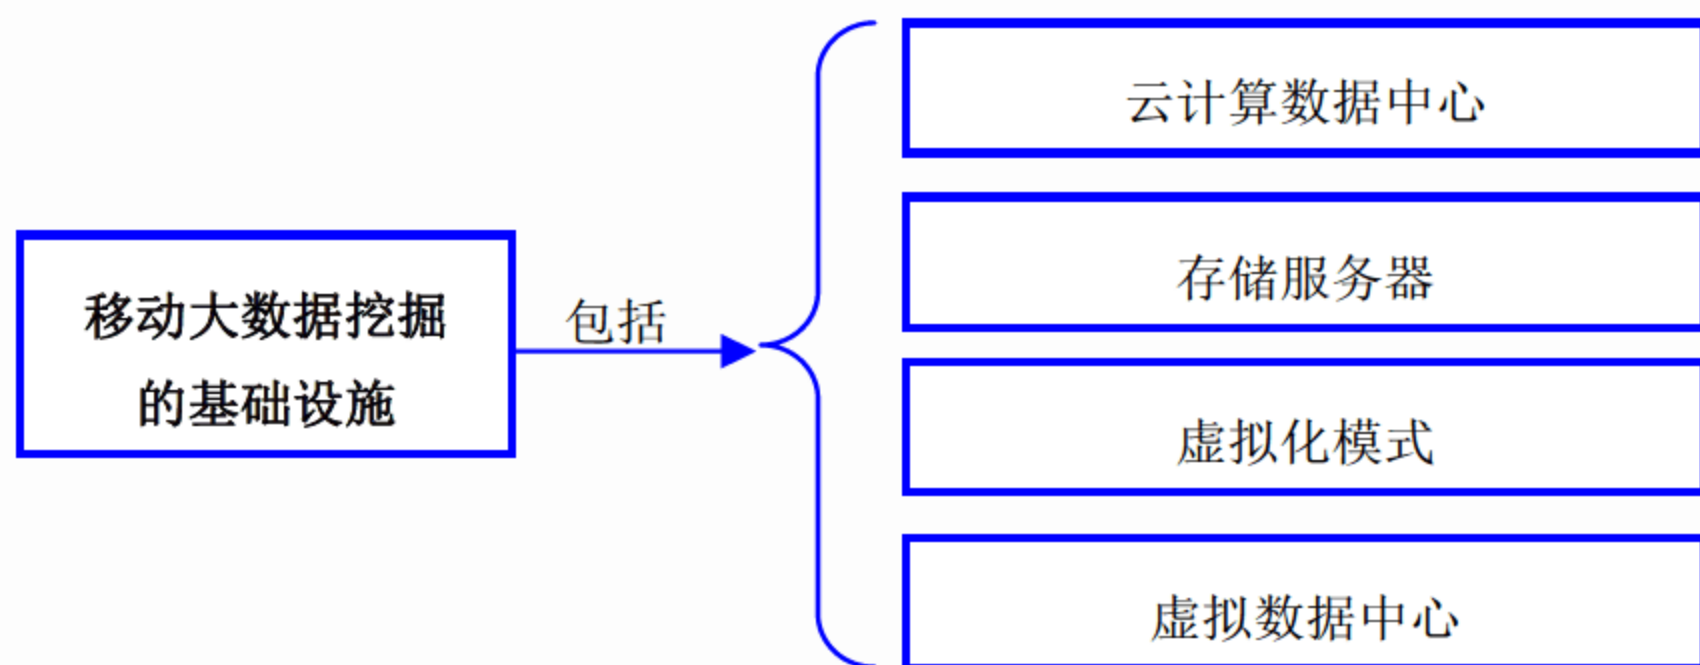 移动大数据挖掘
的基础设施
包括
云计算数据中心
存储服务器
虚拟化模式
虚拟数据中心